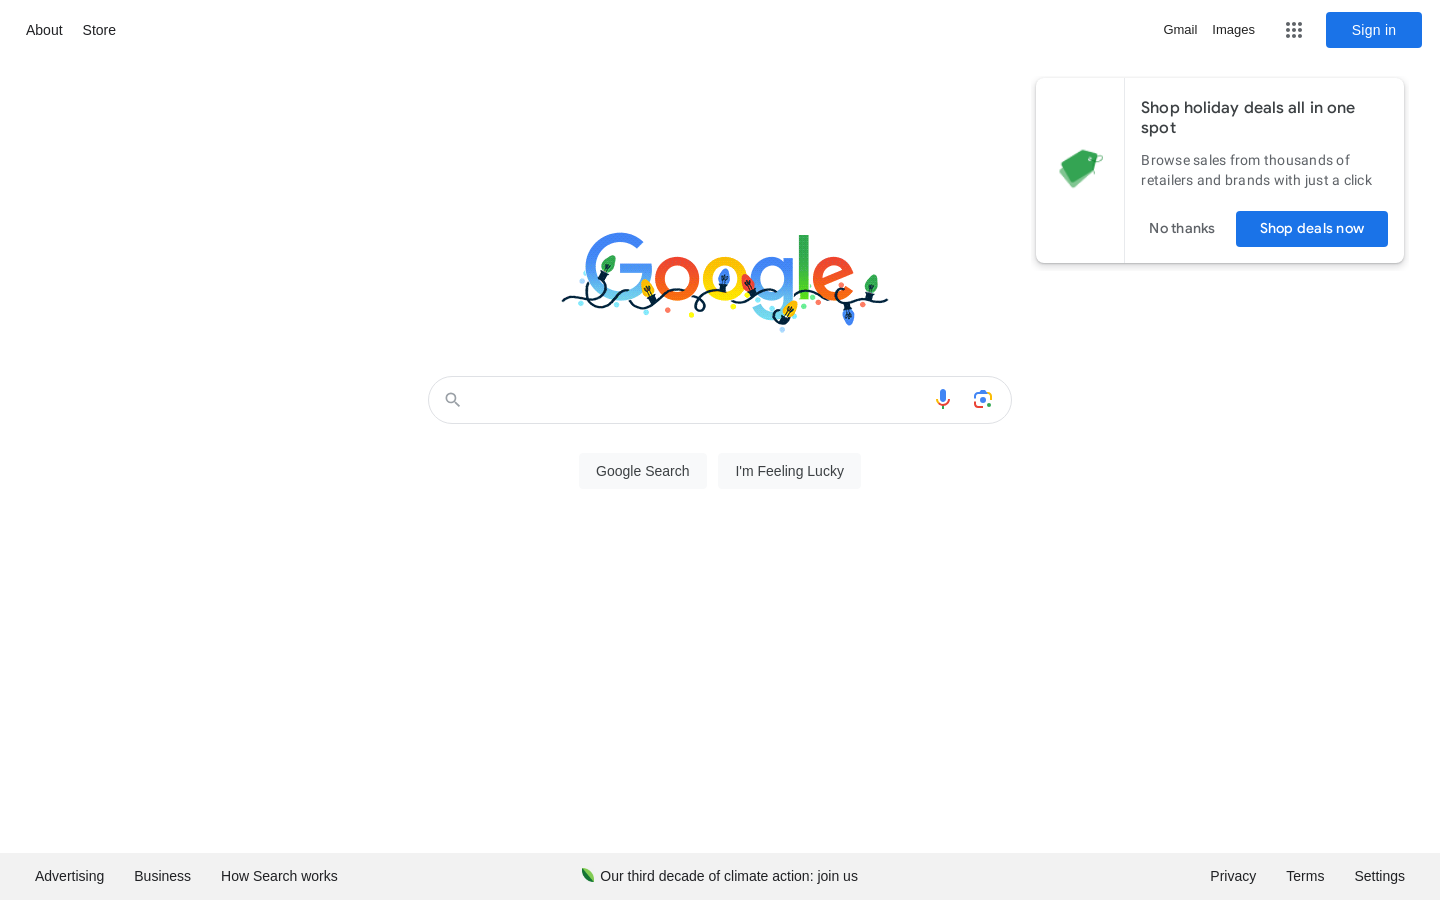 About Store Gmail Images Sign in
Shop holiday deals all in one
spot
Browse sales from thousands of
retailers and brands with just a click
No thanks Shop deals now
Google
Google Search I'm Feeling Lucky
Advertising Business How Search works Our third decade of climate action: join us Privacy Terms Settings